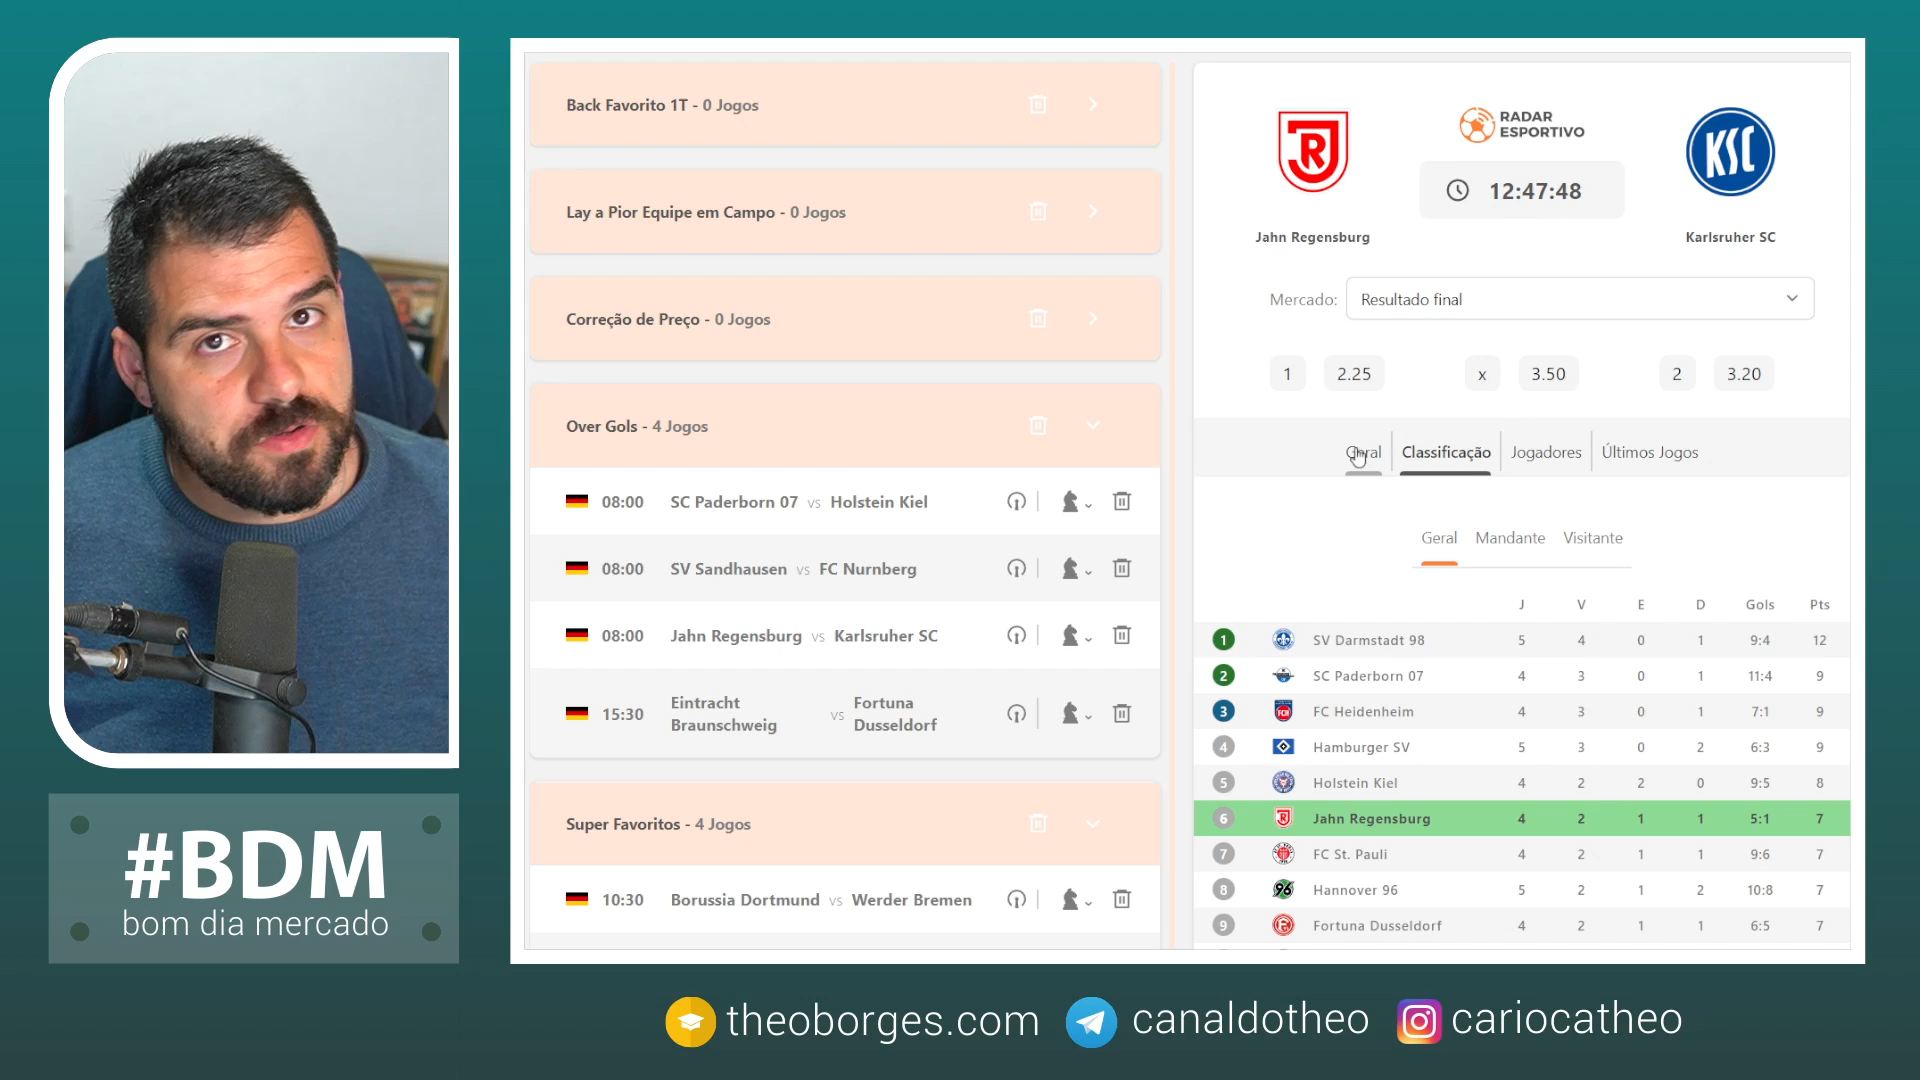 Back Favorito 1T - 0 Jogos
Lay a Pior Equipe em Campo - 0 Jogos
Correção de Preço - 0 Jogos
Over Gols - 4 Jogos
08:00 SC Paderborn 07 vs Holstein Kiel
08:00 SV Sandhausen vs FC Nurnberg
08:00 Jahn Regensburg vs Karlsruher SC
15:30 Eintracht Braunschweig vs Fortuna Dusseldorf
Super Favoritos - 4 Jogos
10:30 Borussia Dortmund vs Werder Bremen
RADAR
ESPORTIVO
KSC
12:47:48
Jahn Regensburg Karlsruher SC
Mercado: Resultado final
1 2.25 x 3.50 2 3.20
Geral Classificação Jogadores Últimos Jogos
Geral Mandante Visitante
J V E D Gols Pts
1 SV Darmstadt 98 5 4 0 1 9:4 12
2 SC Paderborn 07 4 3 0 1 11:4 9
3 FC Heidenheim 4 3 0 1 7:1 9
4 Hamburger SV 5 3 0 2 6:3 9
5 Holstein Kiel 4 2 2 0 9:5 8
6 Jahn Regensburg 4 2 1 1 5:1 7
7 FC St. Pauli 4 2 1 1 9:6 7
8 Hannover 96 5 2 1 2 10:8 7
9 Fortuna Dusseldorf 4 2 1 1 6:5 7
#BDM
bom dia mercado
theoborges.com canaldotheo cariocatheo